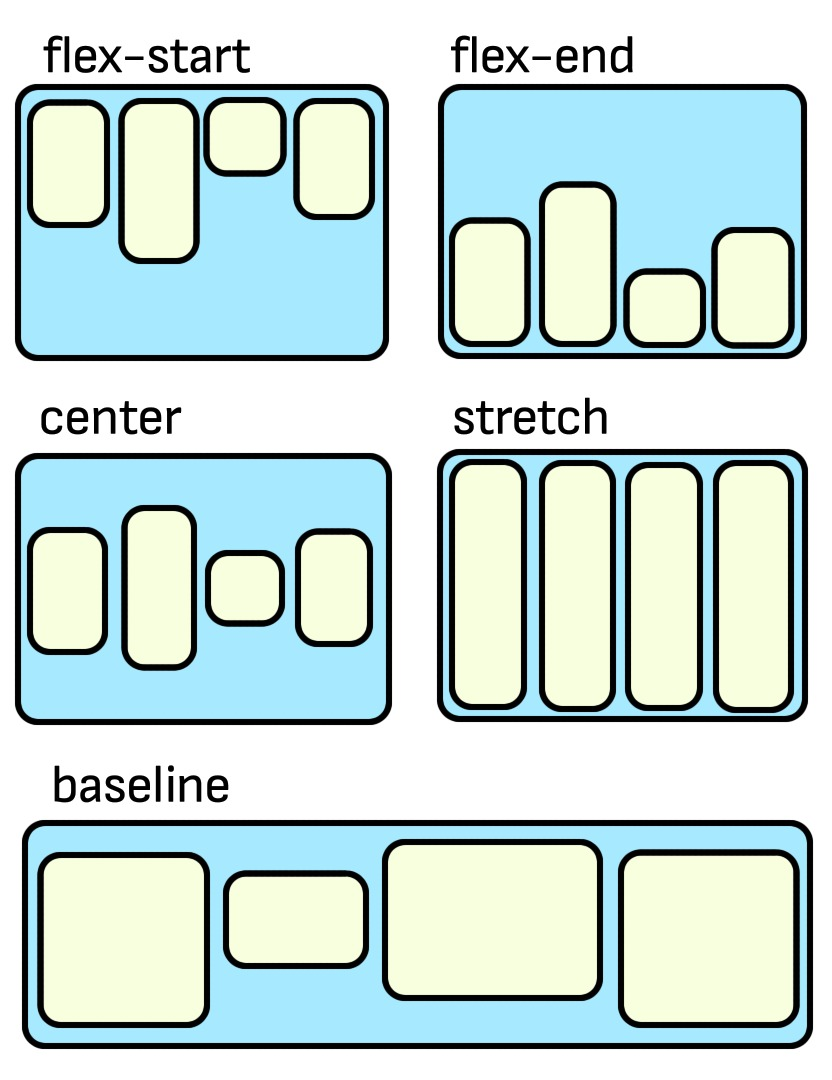 flex-start
flex-end
center
stretch
baseline